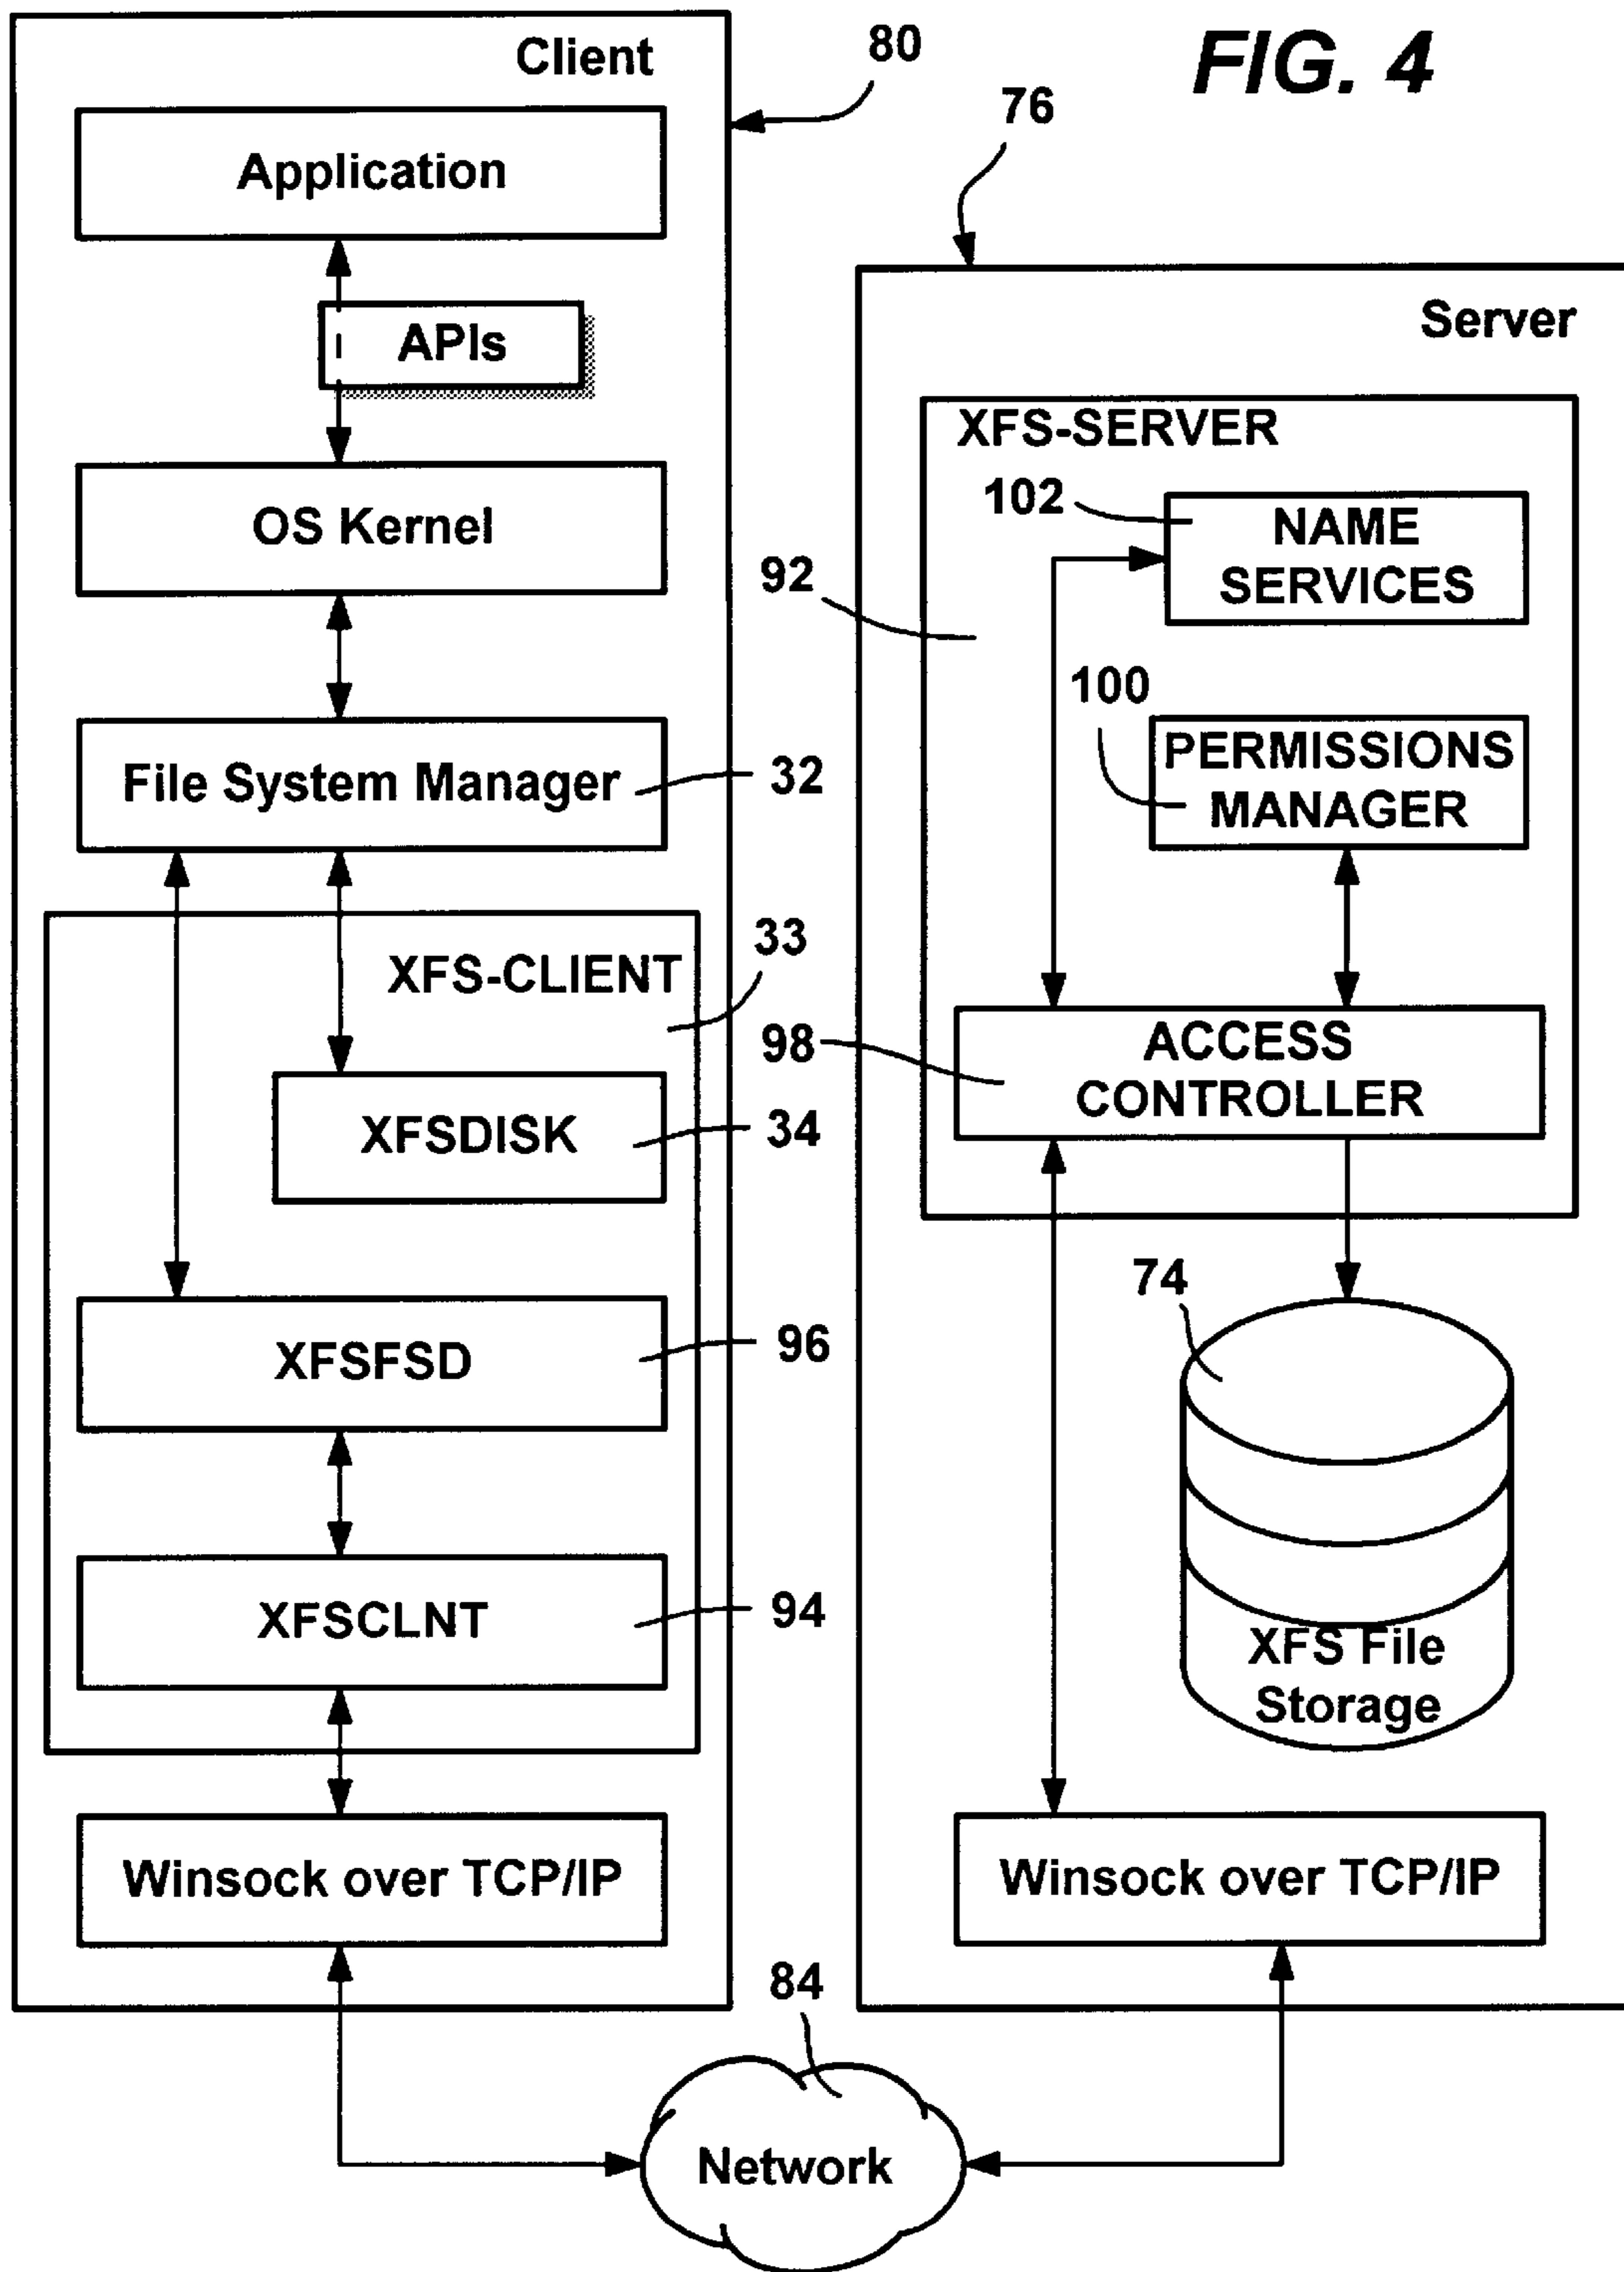 FIG. 4
Client
80
Application
APIs
OS Kernel
File System Manager
32
XFS-CLIENT
33
XFSDISK
34
XFSFSD
96
XFSCLNT
94
Winsock over TCP/IP
76
Server
XFS-SERVER
92
102
NAME
SERVICES
100
PERMISSIONS
MANAGER
98
ACCESS
CONTROLLER
74
XFS File
Storage
Winsock over TCP/IP
84
Network